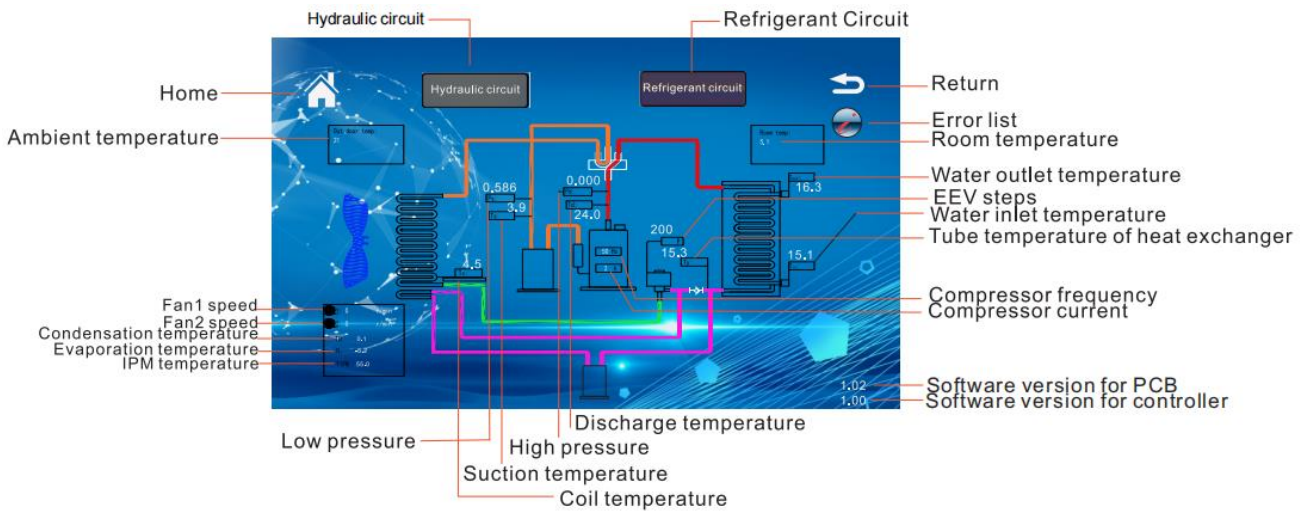 Hydraulic circuit
Refrigerant Circuit
Home
Hydraulic circuit
Refrigerant circuit
Return
Error list
Ambient temperature
Room temp
Room temperature
Water outlet temperature
16.3
0.586
0.000
EEV steps
3.9
24.0
Water inlet temperature
200
Tube temperature of heat exchanger
15.3
15.1
4.5
Compressor frequency
Compressor current
Fan1 speed
Fan2 speed
Condensation temperature
Evaporation temperature
IPM temperature
1.02
Software version for PCB
1.00
Software version for controller
Discharge temperature
Low pressure
High pressure
Suction temperature
Coil temperature